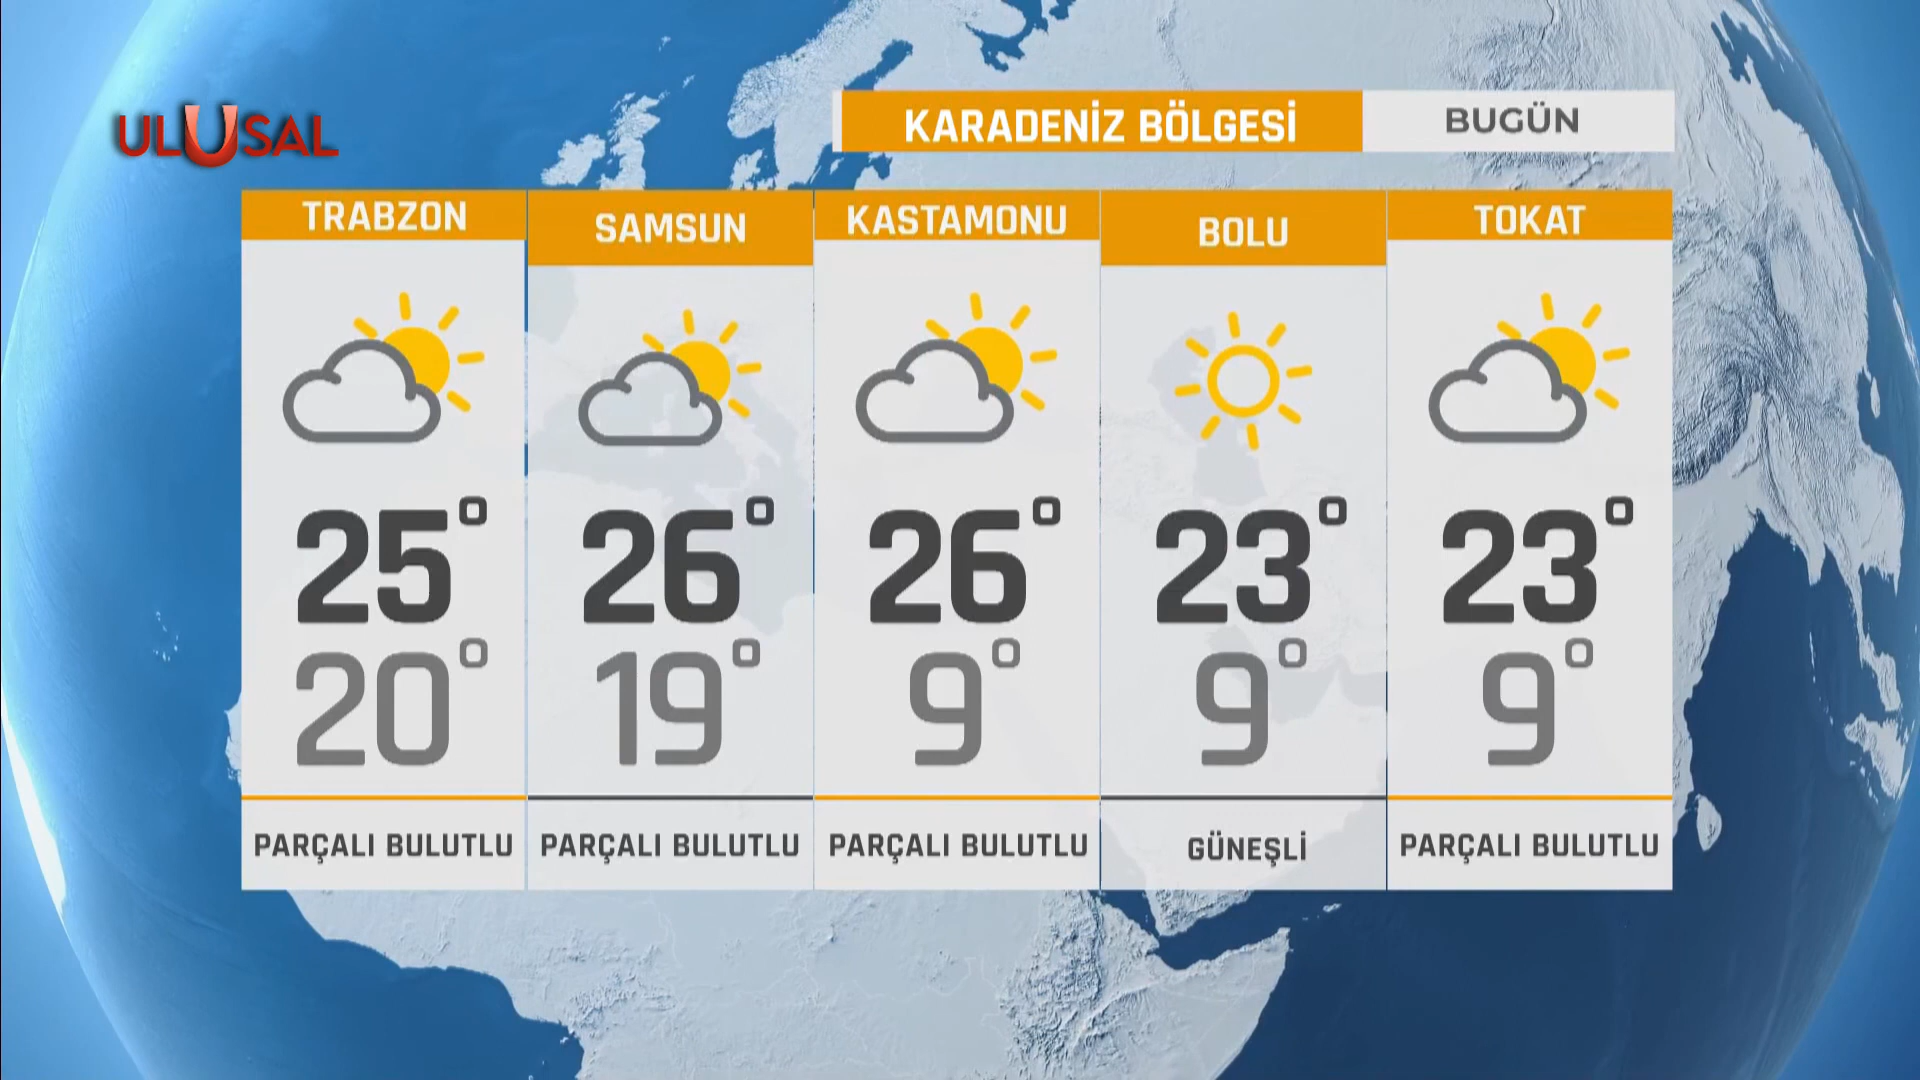 ULUSAL
KARADENİZ BÖLGESİ BUGÜN
TRABZON SAMSUN KASTAMONU BOLU TOKAT
25° 26° 26° 23° 23°
20° 19° 9° 9° 9°
PARÇALI BULUTLU PARÇALI BULUTLU PARÇALI BULUTLU GÜNEŞLİ PARÇALI BULUTLU